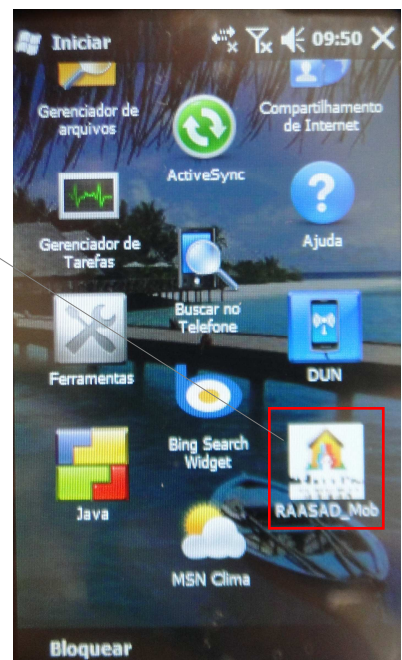 Iniciar 09:50
Gerenciador de
arquivos
ActiveSync
Compartilhamento
de Internet
Gerenciador de
Tarefas
Buscar no
Telefone
Ajuda
Ferramentas
Bing Search
Widget
DUN
Java
MSN Clima
RAASAD_Mob
Bloquear